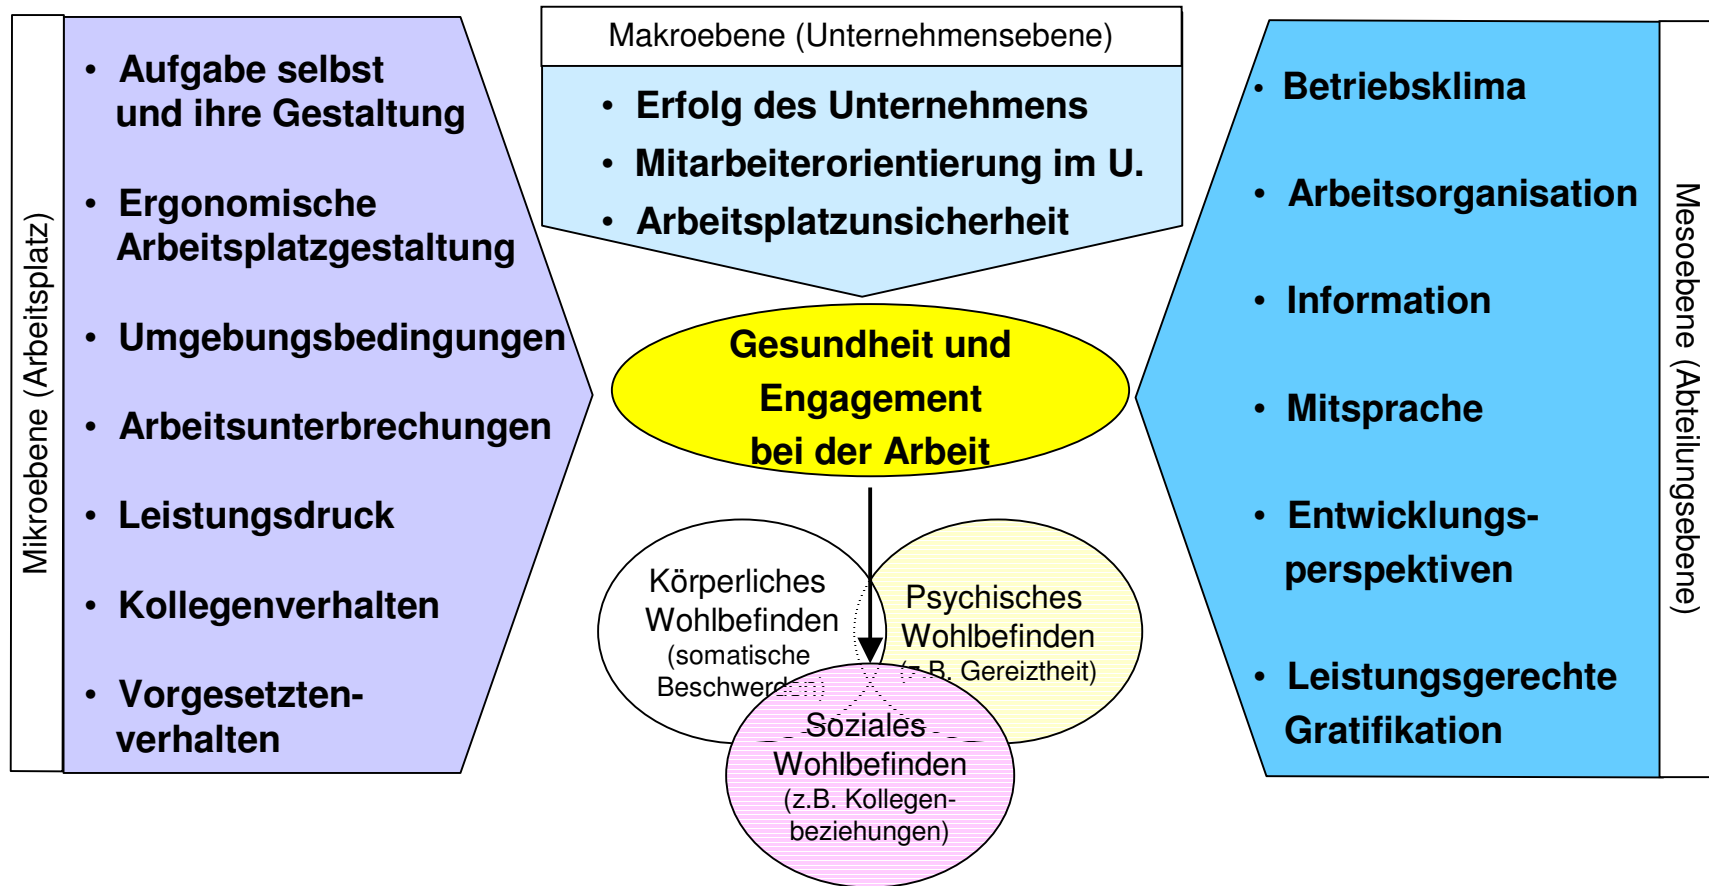 Mikroebene (Arbeitsplatz)
• Aufgabe selbst
und ihre Gestaltung
• Ergonomische
Arbeitsplatzgestaltung
• Umgebungsbedingungen
• Arbeitsunterbrechungen
• Leistungsdruck
• Kollegenverhalten
• Vorgesetzten-
verhalten
Makroebene (Unternehmensebene)
• Erfolg des Unternehmens
• Mitarbeiterorientierung im U.
• Arbeitsplatzunsicherheit
Gesundheit und
Engagement
bei der Arbeit
Körperliches
Wohlbefinden
(somatische
Beschwerden)
Psychisches
Wohlbefinden
(z.B. Gereiztheit)
Soziales
Wohlbefinden
(z.B. Kollegen-
beziehungen)
• Betriebsklima
• Arbeitsorganisation
• Information
• Mitsprache
• Entwicklungs-
perspektiven
• Leistungsgerechte
Gratifikation
Mesoebene (Abteilungsebene)